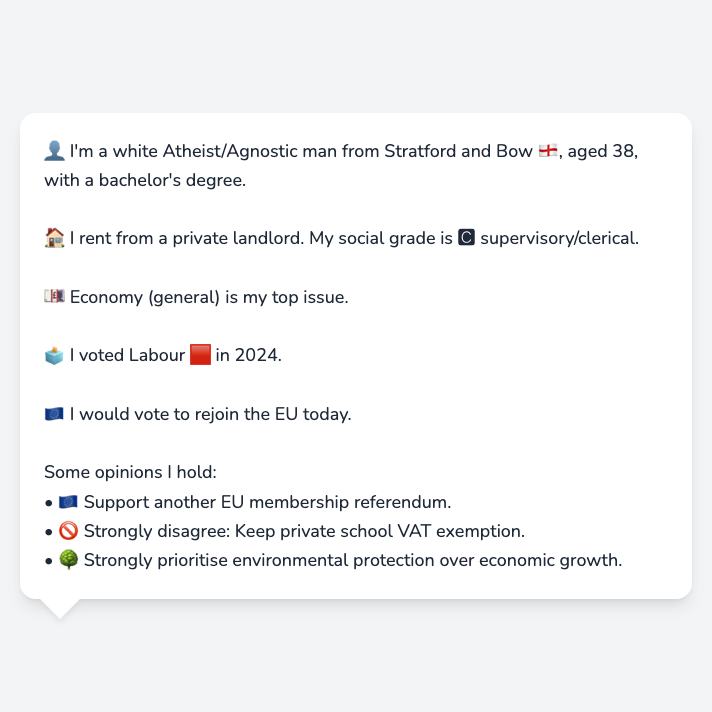 👤 I'm a white Atheist/Agnostic man from Stratford and Bow 🏴󠁧󠁢󠁥󠁮󠁧󠁿, aged 38,
with a bachelor's degree.
🏠 I rent from a private landlord. My social grade is 🅲 supervisory/clerical.
💷 Economy (general) is my top issue.
🗳️ I voted Labour 🟥 in 2024.
🇪🇺 I would vote to rejoin the EU today.
Some opinions I hold:
• 🇪🇺 Support another EU membership referendum.
• 🚫 Strongly disagree: Keep private school VAT exemption.
• 🌳 Strongly prioritise environmental protection over economic growth.